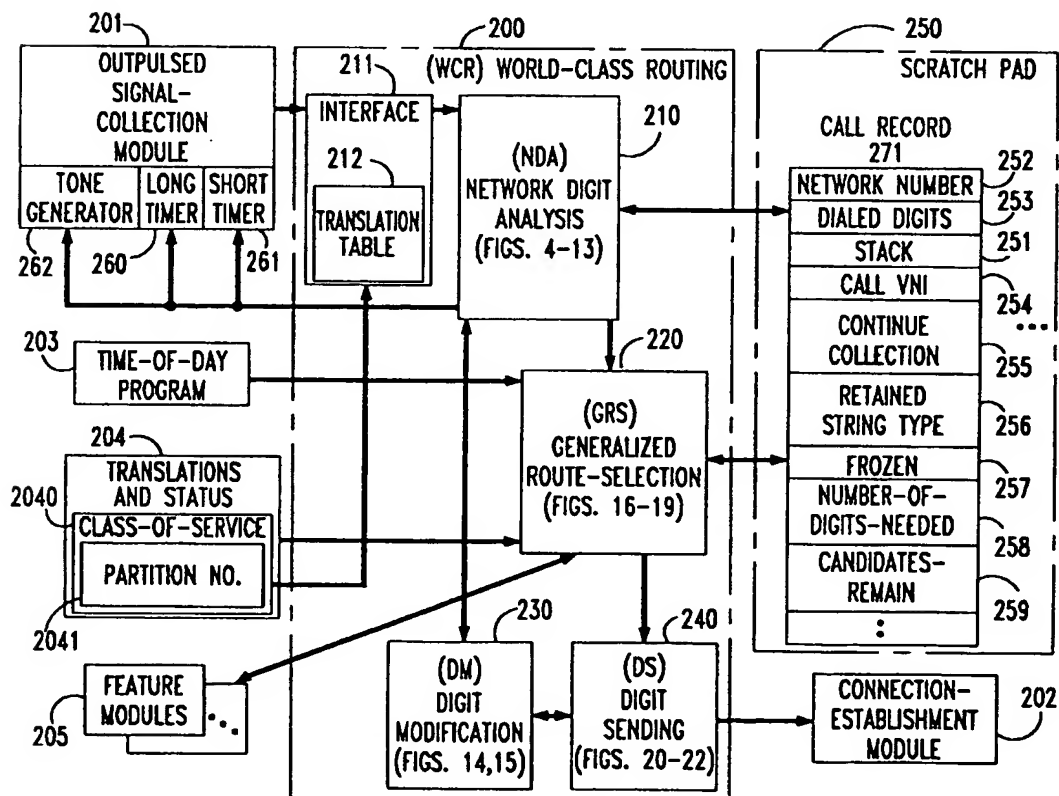 201
OUTPULSED
SIGNAL-
COLLECTION
MODULE
TONE
GENERATOR
LONG
TIMER
SHORT
TIMER
262
260
261
203
TIME-OF-DAY
PROGRAM
204
TRANSLATIONS
AND STATUS
2040
CLASS-OF-SERVICE
PARTITION NO.
2041
FEATURE
MODULES
205
200
(WCR) WORLD-CLASS ROUTING
211
INTERFACE
212
TRANSLATION
TABLE
210
(NDA)
NETWORK DIGIT
ANALYSIS
(FIGS. 4-13)
220
(GRS)
GENERALIZED
ROUTE-SELECTION
(FIGS. 16-19)
230
(DM)
DIGIT
MODIFICATION
(FIGS. 14,15)
240
(DS)
DIGIT
SENDING
(FIGS. 20-22)
250
SCRATCH PAD
CALL RECORD
271
NETWORK NUMBER
252
DIALED DIGITS
253
STACK
251
CALL VNI
254
CONTINUE
COLLECTION
255
RETAINED
STRING TYPE
256
FROZEN
257
NUMBER-OF-
DIGITS-NEEDED
258
CANDIDATES-
REMAIN
259
CONNECTION-
ESTABLISHMENT
MODULE
202